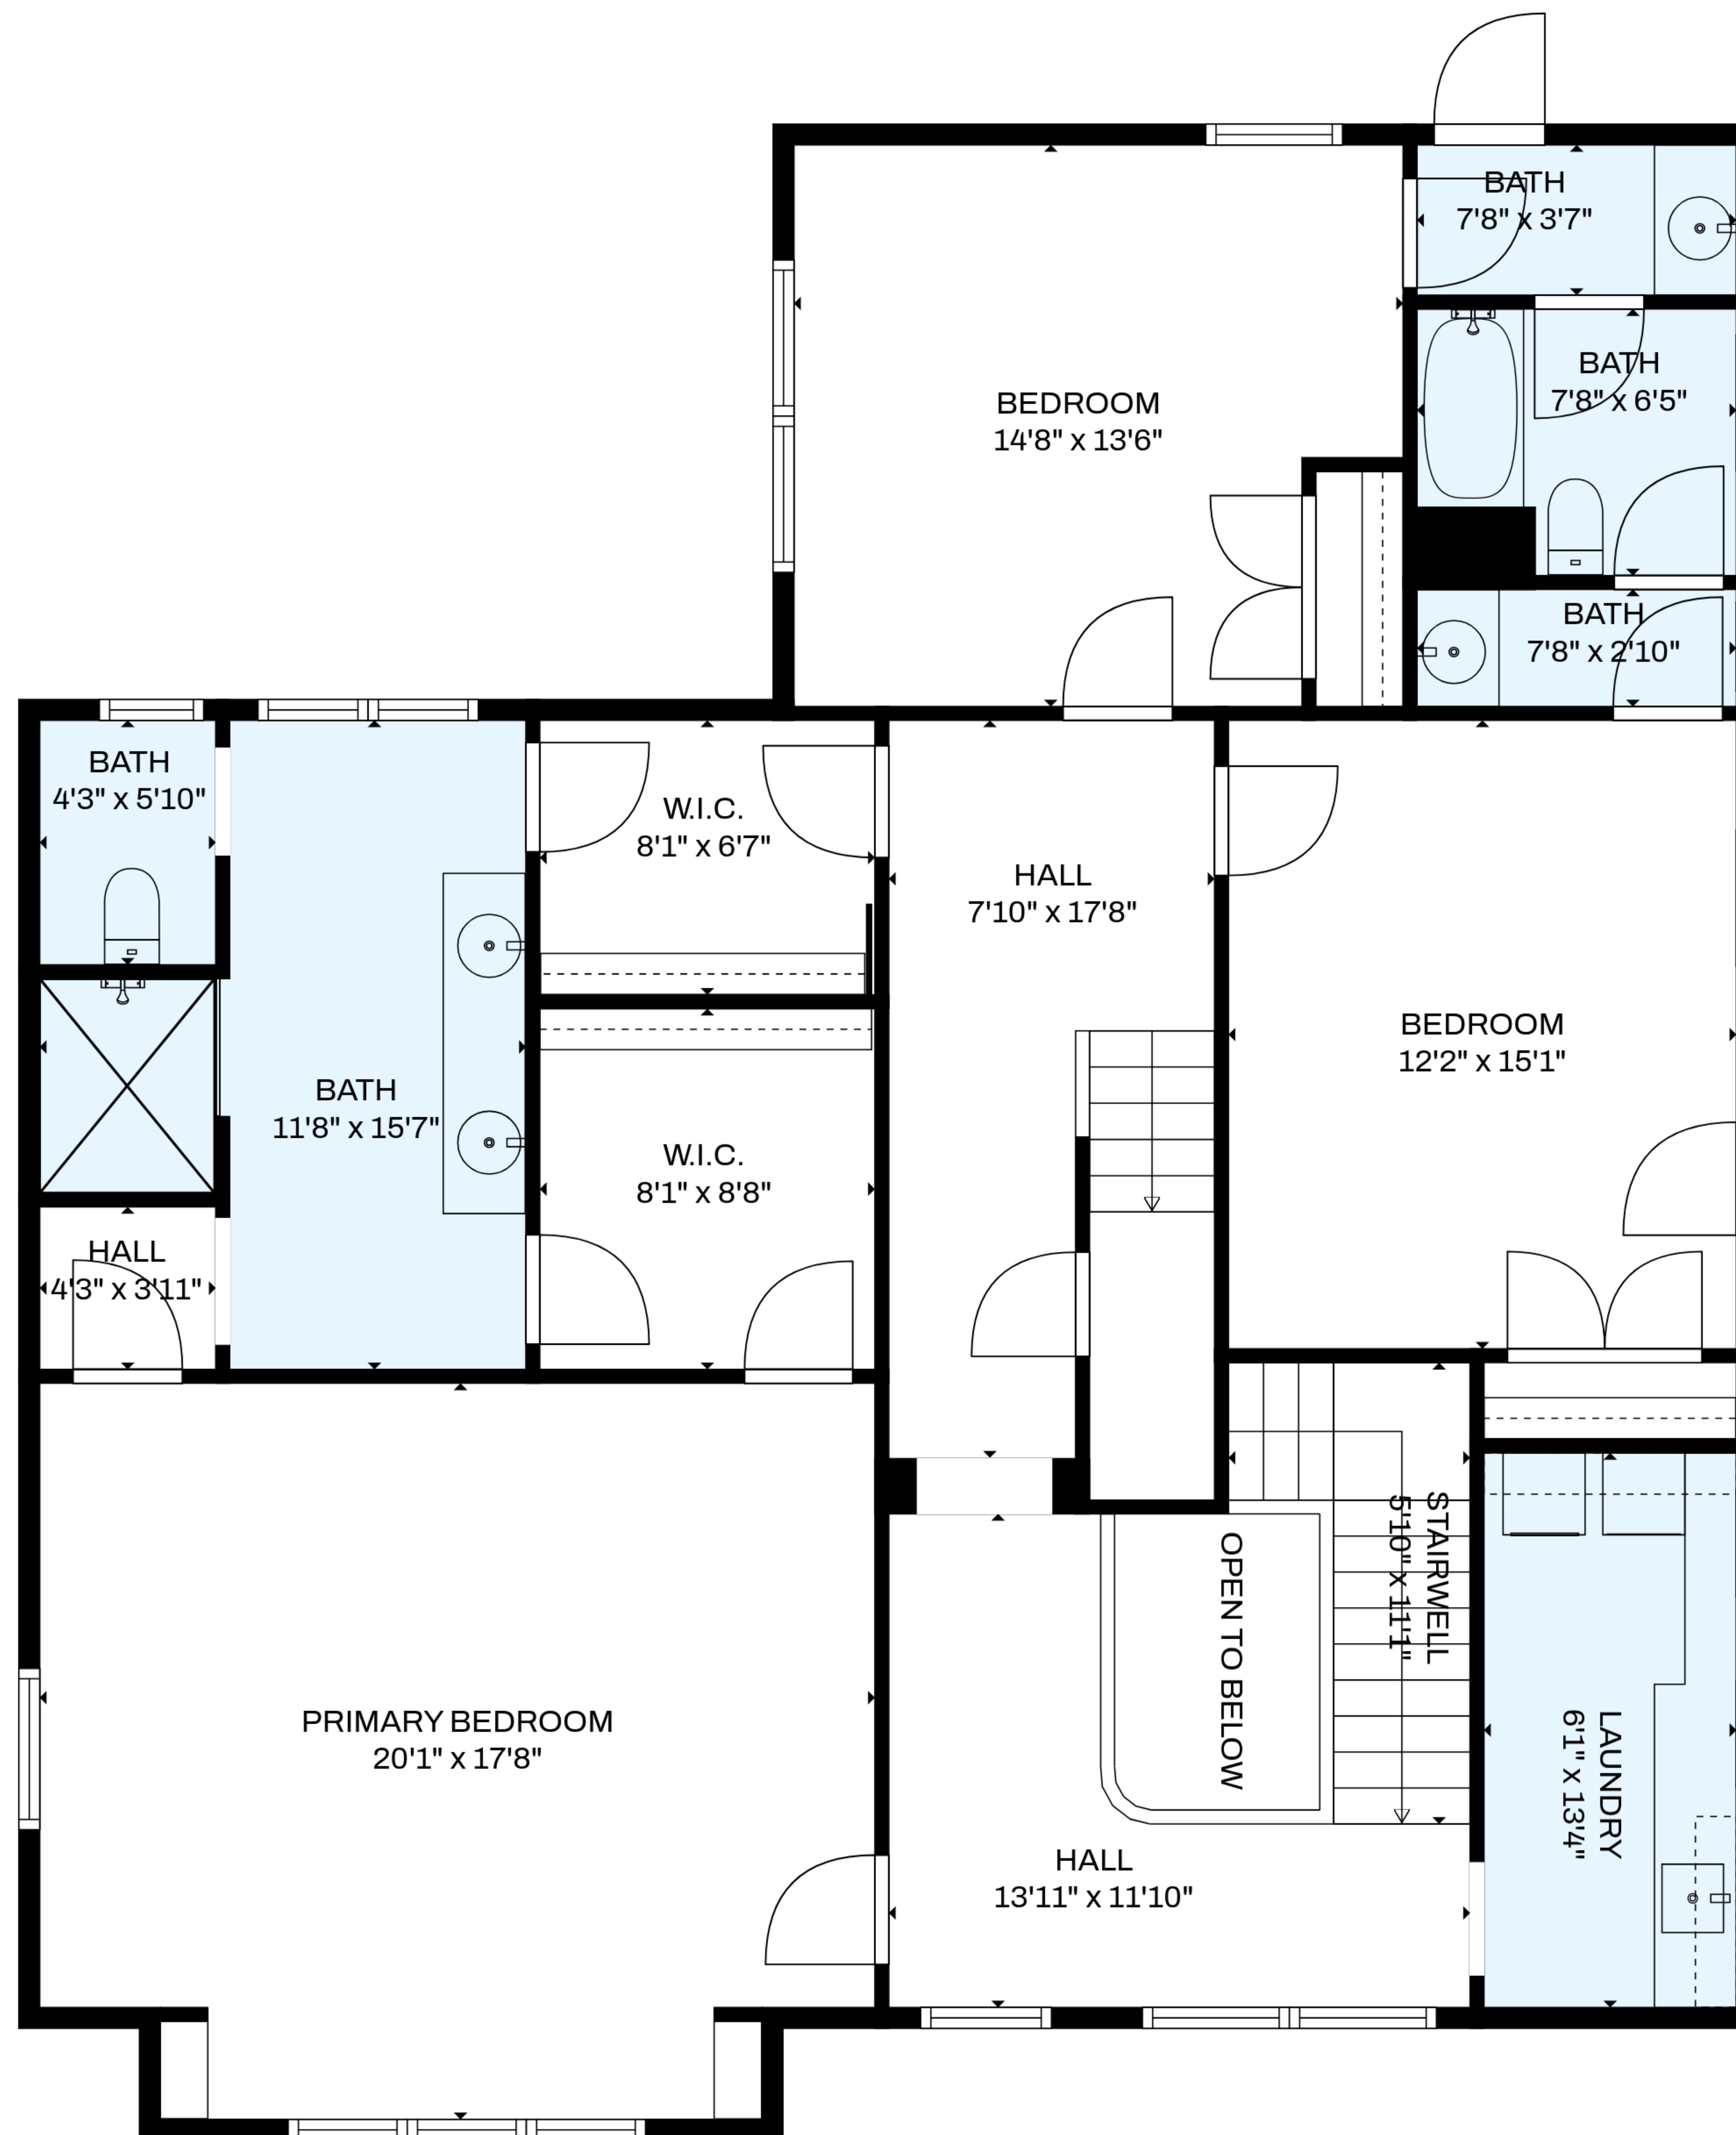 BATH
7'8" x 3'7"
BATH
7'8" x 6'5"
BEDROOM
14'8" x 13'6"
BATH
7'8" x 2'10"
BATH
4'3" x 5'10"
W.I.C.
8'1" x 6'7"
HALL
7'10" x 17'8"
BEDROOM
12'2" x 15'1"
BATH
11'8" x 15'7"
W.I.C.
8'1" x 8'8"
HALL
4'3" x 3'11"
STAIRWELL
5'10" x 11'1"
OPEN TO BELOW
PRIMARY BEDROOM
20'1" x 17'8"
LAUNDRY
6'1" x 13'4"
HALL
13'11" x 11'10"